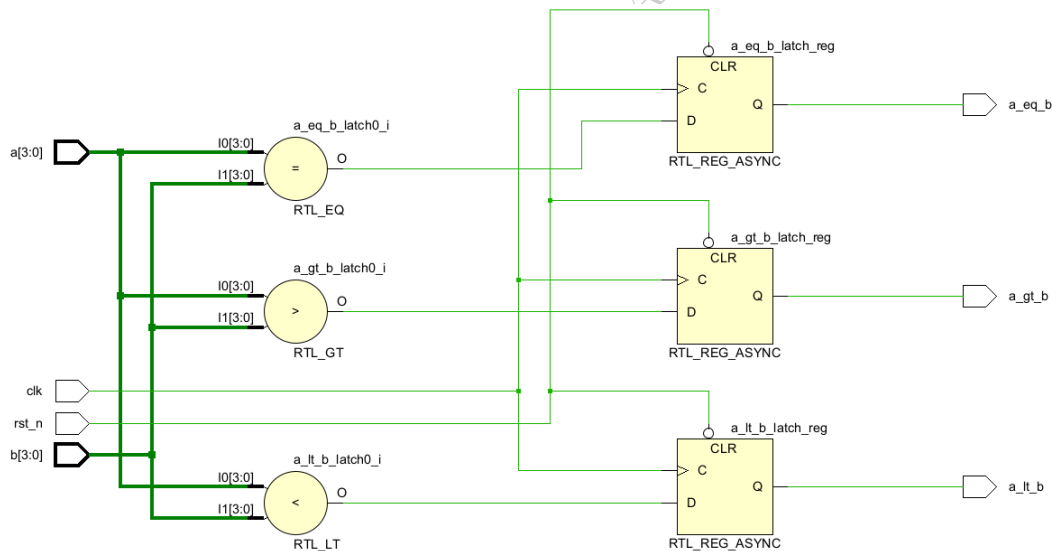 a_eq_b_latch_reg
CLR
C
Q
D
a_eq_b
RTL_REG_ASYNC
a_eq_b_latch0_i
a[3:0]
I0[3:0]
I1[3:0]
=
O
RTL_EQ
a_gt_b_latch_reg
CLR
C
Q
D
a_gt_b
RTL_REG_ASYNC
a_gt_b_latch0_i
I0[3:0]
I1[3:0]
>
O
RTL_GT
clk
rst_n
b[3:0]
a_lt_b_latch_reg
CLR
C
Q
D
a_lt_b
RTL_REG_ASYNC
a_lt_b_latch0_i
I0[3:0]
I1[3:0]
<
O
RTL_LT